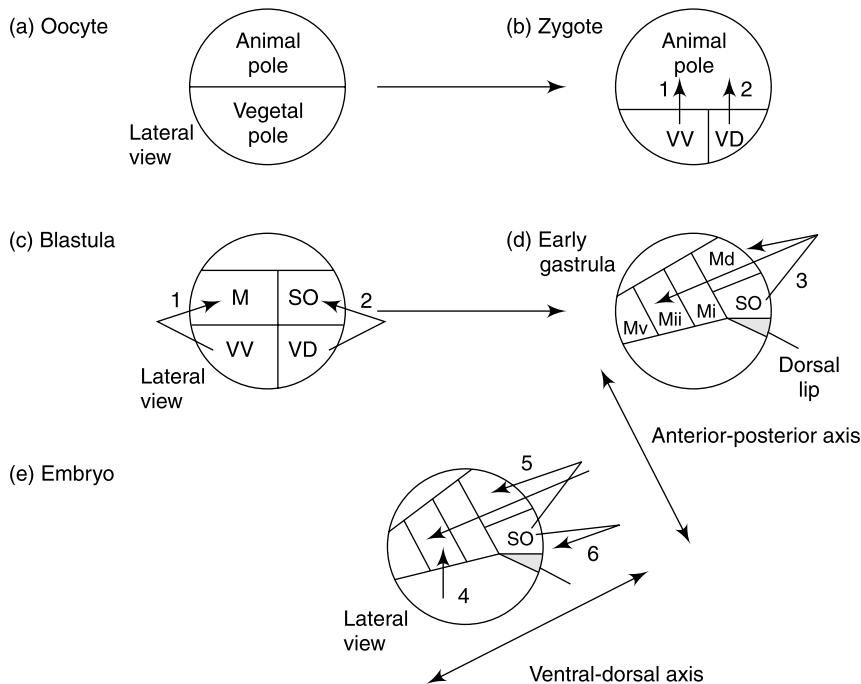 (a) Oocyte
Animal
pole
Vegetal
pole
Lateral
view
(b) Zygote
Animal
pole
1
2
VV
VD
(c) Blastula
1
M
SO
2
VV
VD
Lateral
view
(d) Early
gastrula
Md
3
SO
Mv
Mii
Mi
Dorsal
lip
Anterior-posterior axis
(e) Embryo
5
SO
6
4
Lateral
view
Ventral-dorsal axis